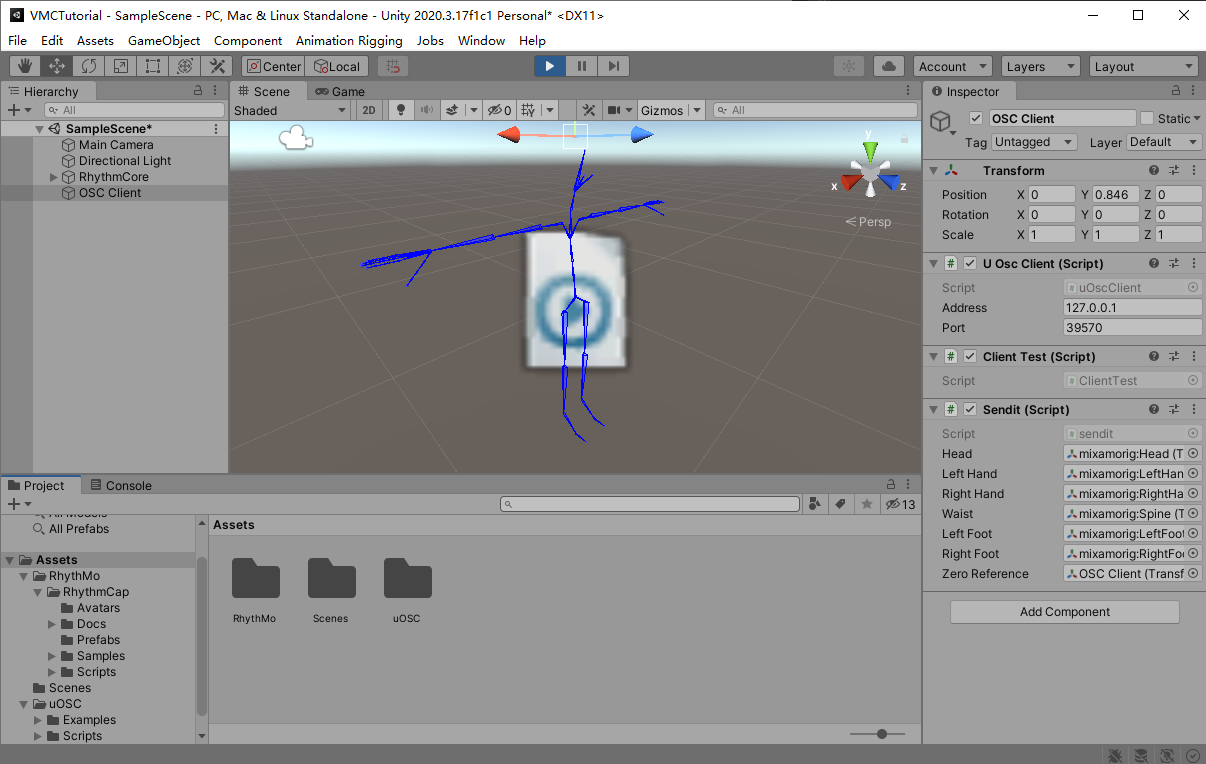 VMCTutorial - SampleScene - PC, Mac & Linux Standalone - Unity 2020.3.17f1c1 Personal* <DX11>
File Edit Assets GameObject Component Animation Rigging Jobs Window Help
Center Local Account Layers Layout
Hierarchy
All
SampleScene*
Main Camera
Directional Light
RhythmCore
OSC Client
Scene Game
Shaded 2D 0 Gizmos All
y
x z
Persp
Inspector
OSC Client Static
Tag Untagged Layer Default
Transform
Position X 0 Y 0.846 Z 0
Rotation X 0 Y 0 Z 0
Scale X 1 Y 1 Z 1
# U Osc Client (Script)
Script # uOscClient
Address 127.0.0.1
Port 39570
# Client Test (Script)
Script # ClientTest
# Sendit (Script)
Script # sendit
Head mixamorig:Head (T
Left Hand mixamorig:LeftHan
Right Hand mixamorig:RightHa
Waist mixamorig:Spine (T
Left Foot mixamorig:LeftFoot
Right Foot mixamorig:RightFoo
Zero Reference OSC Client (Transf
Add Component
Project Console
13
All Models
All Prefabs
Assets
RhythMo
RhythmCap
Avatars
Docs
Prefabs
Samples
Scripts
Scenes
uOSC
Examples
Scripts
Assets
RhythMo Scenes uOSC